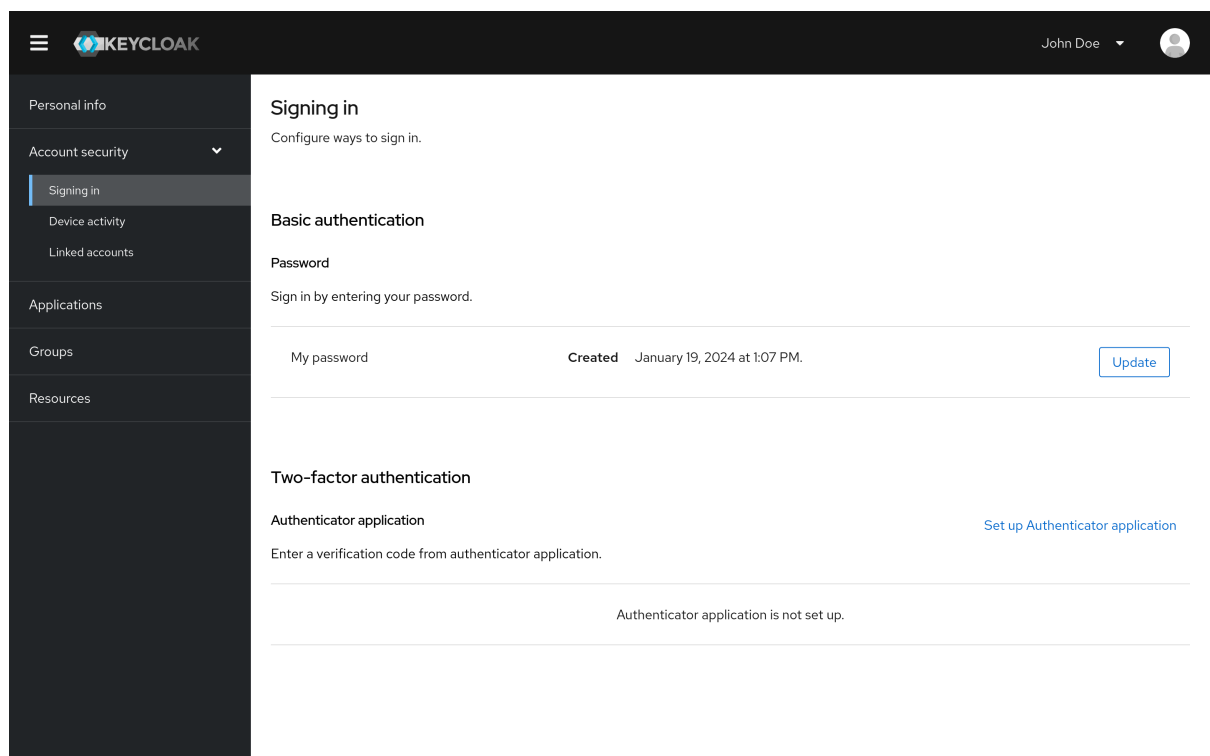 KEYCLOAK
John Doe
Personal info
Account security
Signing in
Device activity
Linked accounts
Applications
Groups
Resources
Signing in
Configure ways to sign in.
Basic authentication
Password
Sign in by entering your password.
My password Created January 19, 2024 at 1:07 PM. Update
Two-factor authentication
Authenticator application Set up Authenticator application
Enter a verification code from authenticator application.
Authenticator application is not set up.